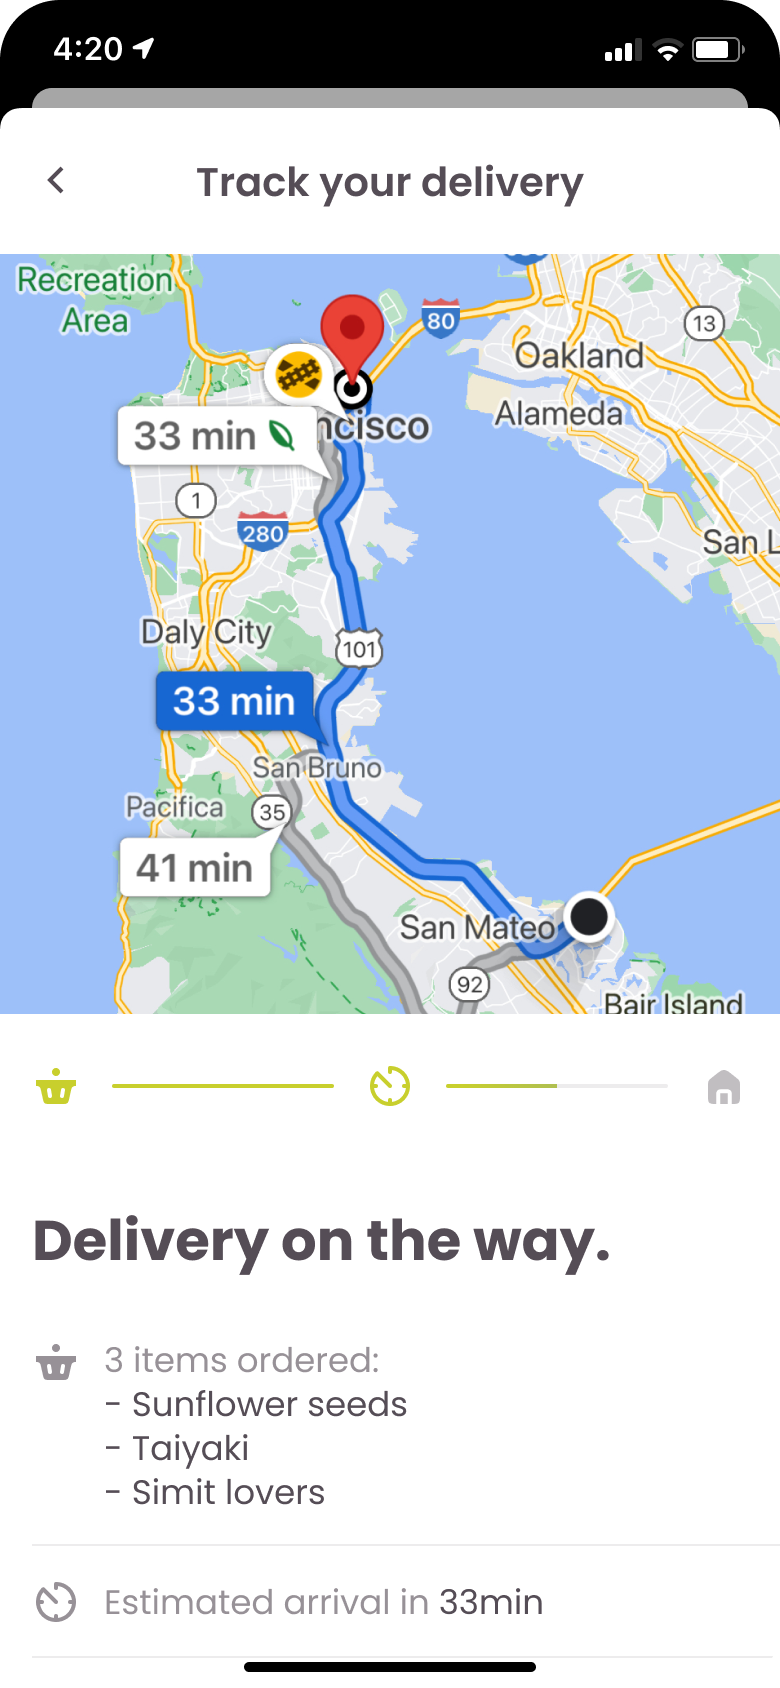 4:20
Track your delivery
Recreation
Area
80
13
Oakland
Alameda
33 min
ncisco
1
280
San L
Daly City
101
33 min
San Bruno
Pacifica
35
41 min
San Mateo
92
Bair Island
Delivery on the way.
3 items ordered:
- Sunflower seeds
- Taiyaki
- Simit lovers
Estimated arrival in 33min